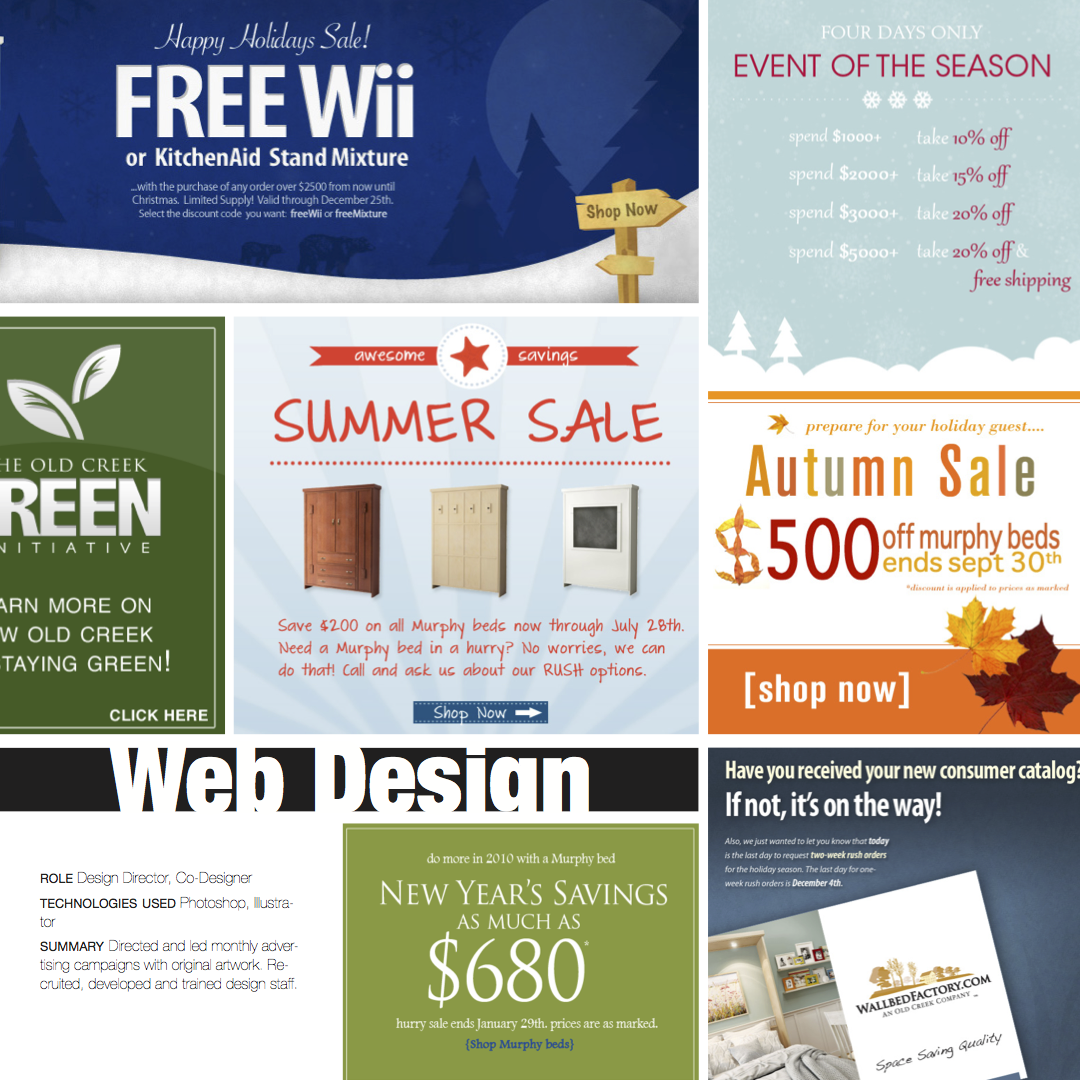 Happy Holidays Sale!
FREE Wii
or KitchenAid Stand Mixture
...with the purchase of any order over $2500 from now until
Christmas. Limited Supply! Valid through December 25th.
Select the discount code you want: freeWii or freeMixture
Shop Now
FOUR DAYS ONLY
EVENT OF THE SEASON
spend $1000+ take 10% off
spend $2000+ take 15% off
spend $3000+ take 20% off
spend $5000+ take 20% off &
free shipping
HE OLD CREEK
REEN
NITIATIVE
ARN MORE ON
W OLD CREEK
STAYING GREEN!
CLICK HERE
awesome savings
SUMMER SALE
Save $200 on all Murphy beds now through July 28th.
Need a Murphy bed in a hurry? No worries, we can
do that! Call and ask us about our RUSH options.
Shop Now
prepare for your holiday guest....
Autumn Sale
$500 off murphy beds
ends sept 30th
*discount is applied to prices as marked
[shop now]
Web Design
ROLE Design Director, Co-Designer
TECHNOLOGIES USED Photoshop, Illustra-
tor
SUMMARY Directed and led monthly adver-
tising campaigns with original artwork. Re-
cruited, developed and trained design staff.
do more in 2010 with a Murphy bed
NEW YEAR'S SAVINGS
AS MUCH AS
$680*
hurry sale ends January 29th. prices are as marked.
{Shop Murphy beds}
Have you received your new consumer catalog?
If not, it's on the way!
Also, we just wanted to let you know that today
is the last day to request two-week rush orders
for the holiday season. The last day for one-
week rush orders is December 4th.
WALLBEDFACTORY.COM
AN OLD CREEK COMPANY
Space Saving Quality